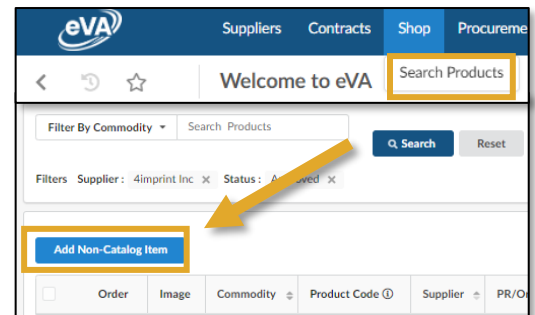 eVA Suppliers Contracts Shop Procureme
Welcome to eVA Search Products
Filter By Commodity Search Products
Search Reset
Filters Supplier : 4imprint Inc × Status : ved ×
Add Non-Catalog Item
Order Image Commodity Product Code Supplier PR/Or